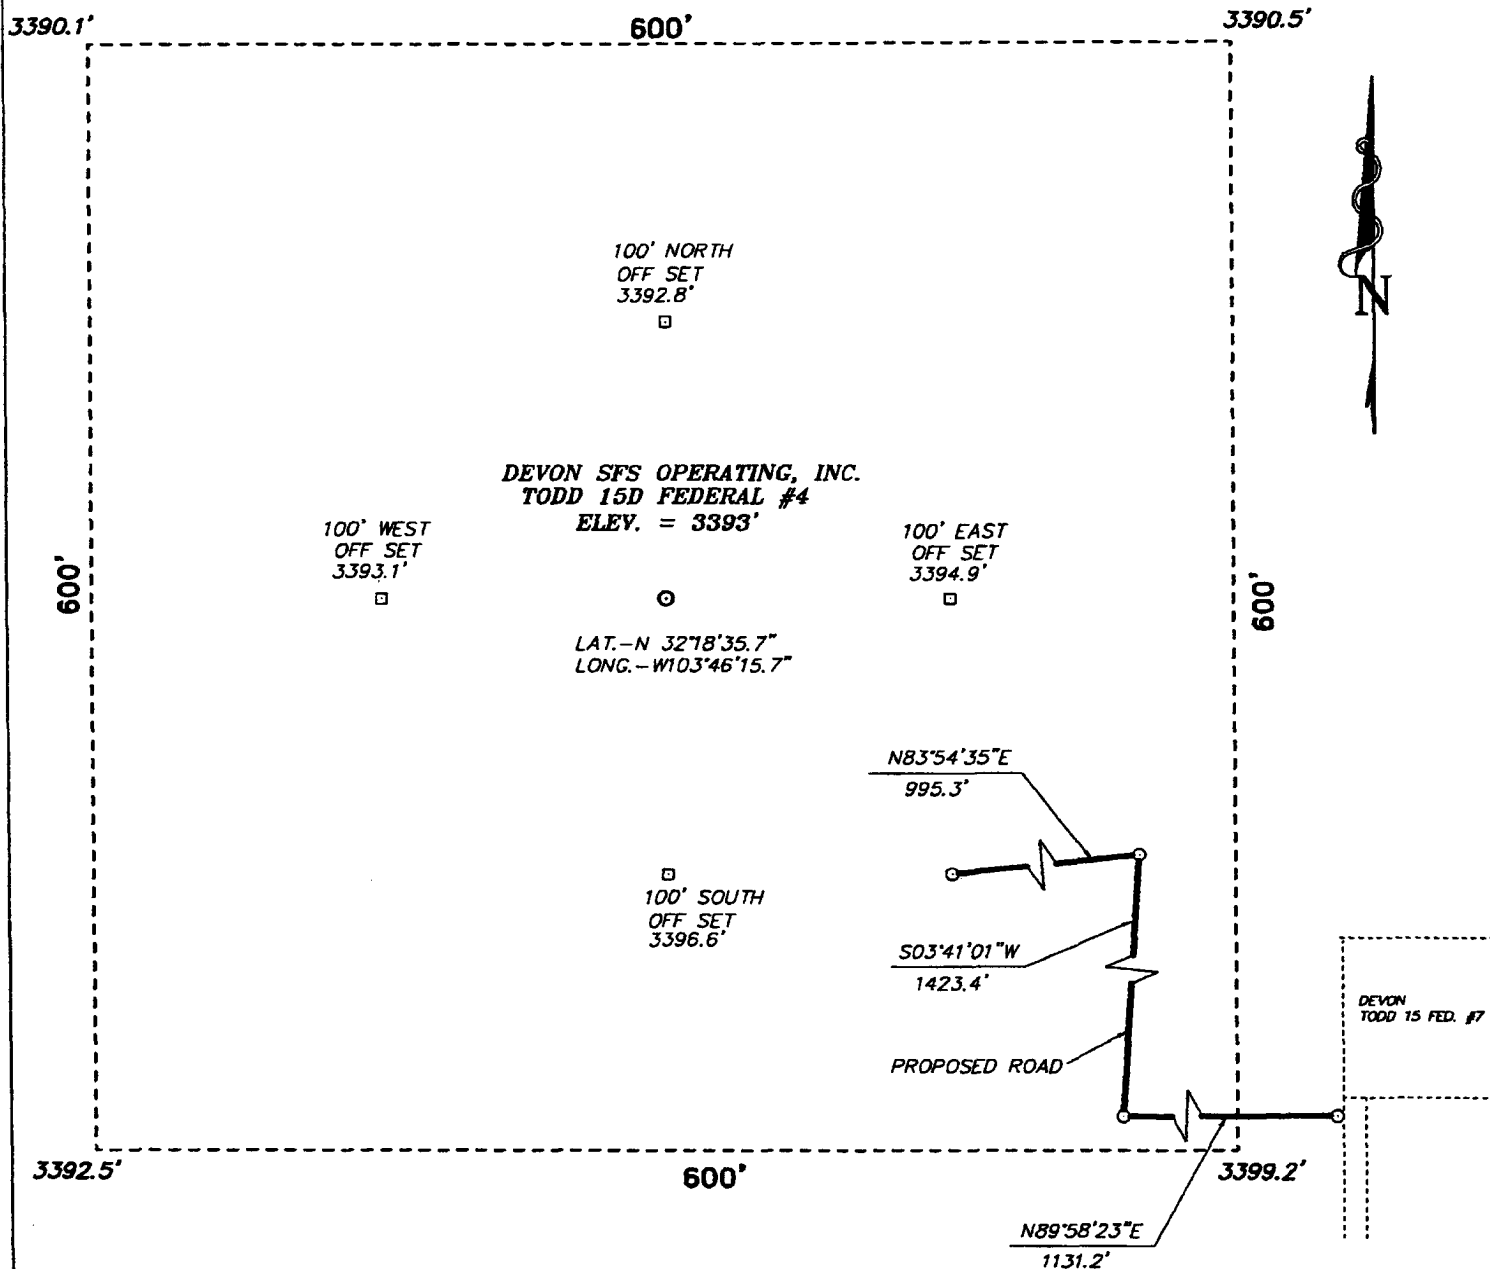 3390.1'
600'
3390.5'
N
100' NORTH
OFF SET
3392.8'
DEVON SFS OPERATING, INC.
TODD 15D FEDERAL #4
ELEV. = 3393'
100' WEST
OFF SET
3393.1'
100' EAST
OFF SET
3394.9'
600'
600'
LAT.-N 32°18'35.7"
LONG.-W103°46'15.7"
N83°54'35"E
995.3'
100' SOUTH
OFF SET
3396.6'
S03°41'01"W
1423.4'
DEVON
TODD 15 FED. #7
PROPOSED ROAD
3392.5'
600'
3399.2'
N89°58'23"E
1131.2'